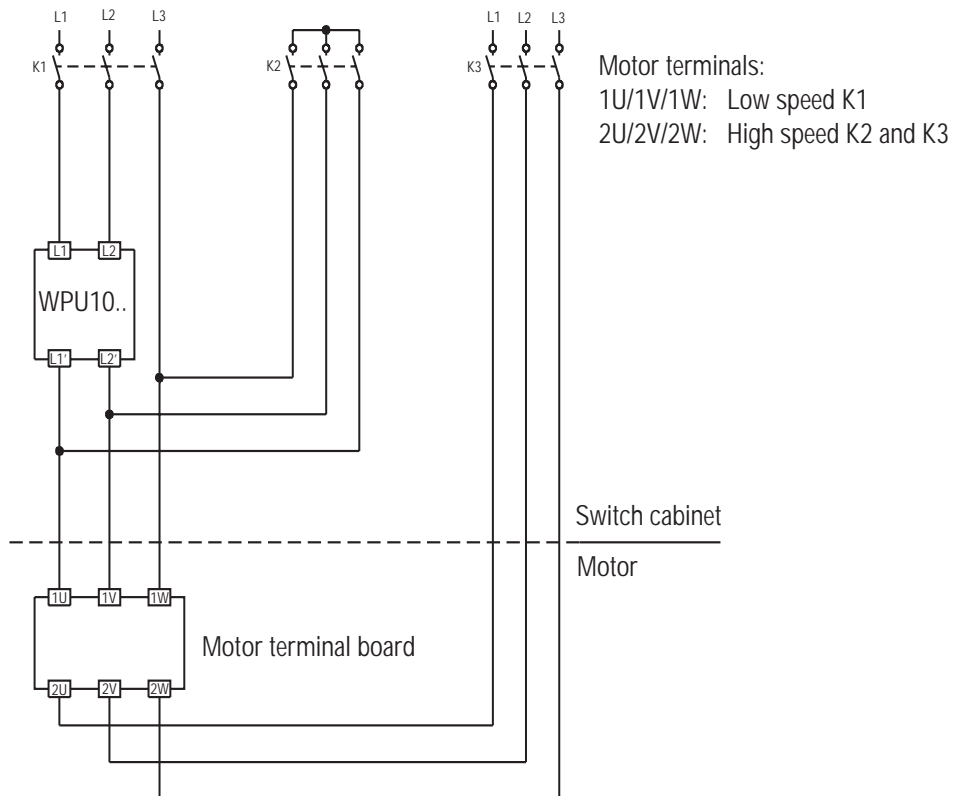 L1 L2 L3 L1 L2 L3
K1 K2 K3
Motor terminals:
1U/1V/1W: Low speed K1
2U/2V/2W: High speed K2 and K3
L1 L2
WPU10..
L1' L2'
Switch cabinet
Motor
1U 1V 1W
Motor terminal board
2U 2V 2W